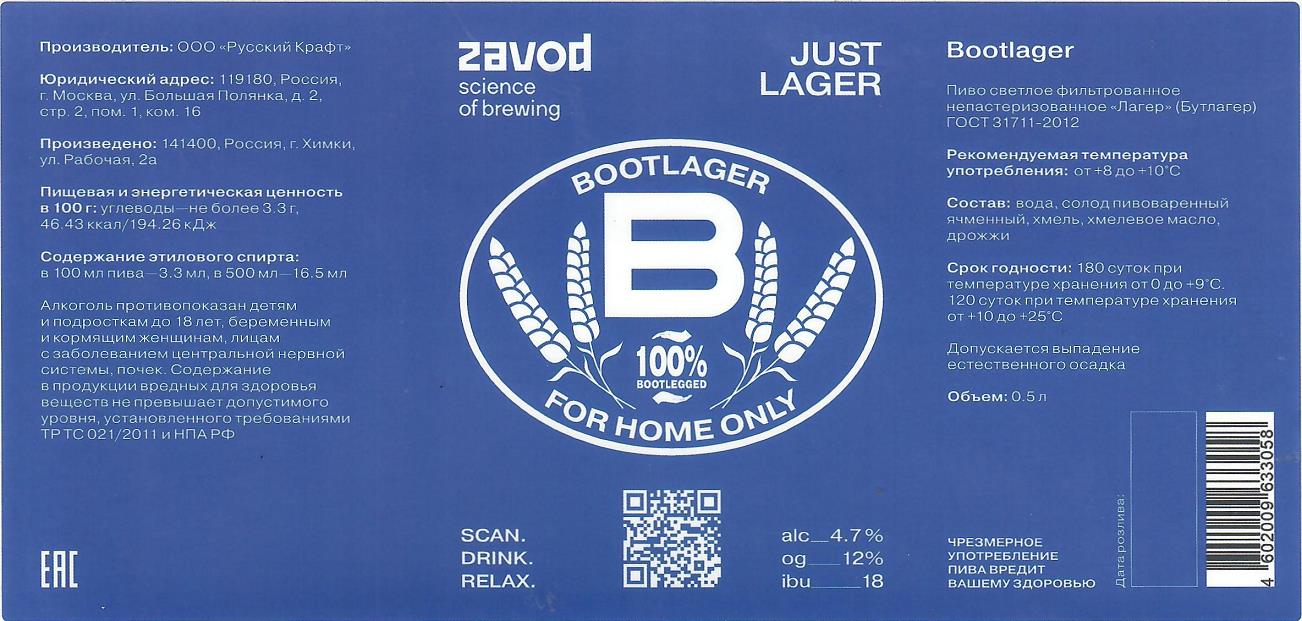 Производитель: ООО «Русский Крафт»
Юридический адрес: 119180, Россия,
г. Москва, ул. Большая Полянка, д. 2,
стр. 2, пом. 1, ком. 16
Произведено: 141400, Россия, г. Химки,
ул. Рабочая, 2а
Пищевая и энергетическая ценность
в 100 г: углеводы—не более 3.3 г,
46.43 ккал/194.26 кДж
Содержание этилового спирта:
в 100 мл пива—3.3 мл, в 500 мл—16.5 мл
Алкоголь противопоказан детям
и подросткам до 18 лет, беременным
и кормящим женщинам, лицам
с заболеванием центральной нервной
системы, почек. Содержание
в продукции вредных для здоровья
веществ не превышает допустимого
уровня, установленного требованиями
ТР ТС 021/2011 и НПА РФ
EAC
zavod
science
of brewing
JUST
LAGER
BOOTLAGER
B
100%
BOOTLEGGED
FOR HOME ONLY
SCAN.
DRINK.
RELAX.
alc__4.7%
og___12%
ibu____18
Bootlager
Пиво светлое фильтрованное
непастеризованное «Лагер» (Бутлагер)
ГОСТ 31711-2012
Рекомендуемая температура
употребления: от +8 до +10°C
Состав: вода, солод пивоваренный
ячменный, хмель, хмелевое масло,
дрожжи
Срок годности: 180 суток при
температуре хранения от 0 до +9°C.
120 суток при температуре хранения
от +10 до +25°C
Допускается выпадение
естественного осадка
Объем: 0.5 л
ЧРЕЗМЕРНОЕ
УПОТРЕБЛЕНИЕ
ПИВА ВРЕДИТ
ВАШЕМУ ЗДОРОВЬЮ
Дата розлива:
4 602009 633058